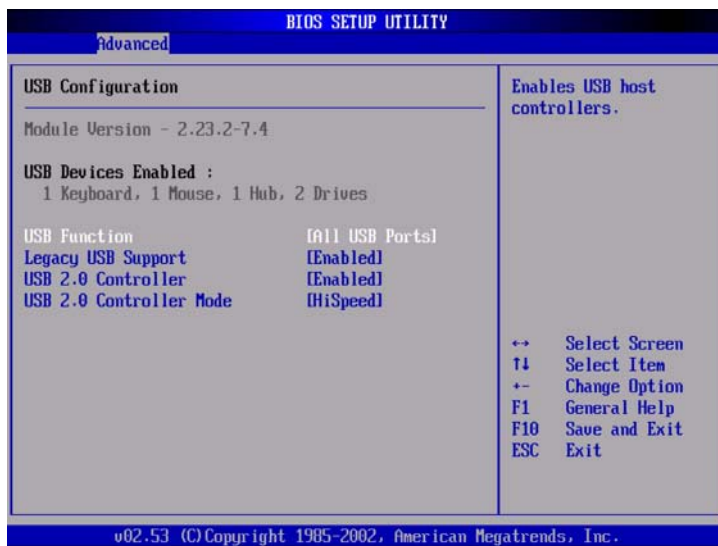 BIOS SETUP UTILITY
Advanced
USB Configuration
Module Version - 2.23.2-7.4
USB Devices Enabled :
1 Keyboard, 1 Mouse, 1 Hub, 2 Drives
USB Function [All USB Ports]
Legacy USB Support [Enabled]
USB 2.0 Controller [Enabled]
USB 2.0 Controller Mode [HiSpeed]
Enables USB host
controllers.
↔ Select Screen
↑↓ Select Item
+- Change Option
F1 General Help
F10 Save and Exit
ESC Exit
v02.53 (C)Copyright 1985-2002, American Megatrends, Inc.